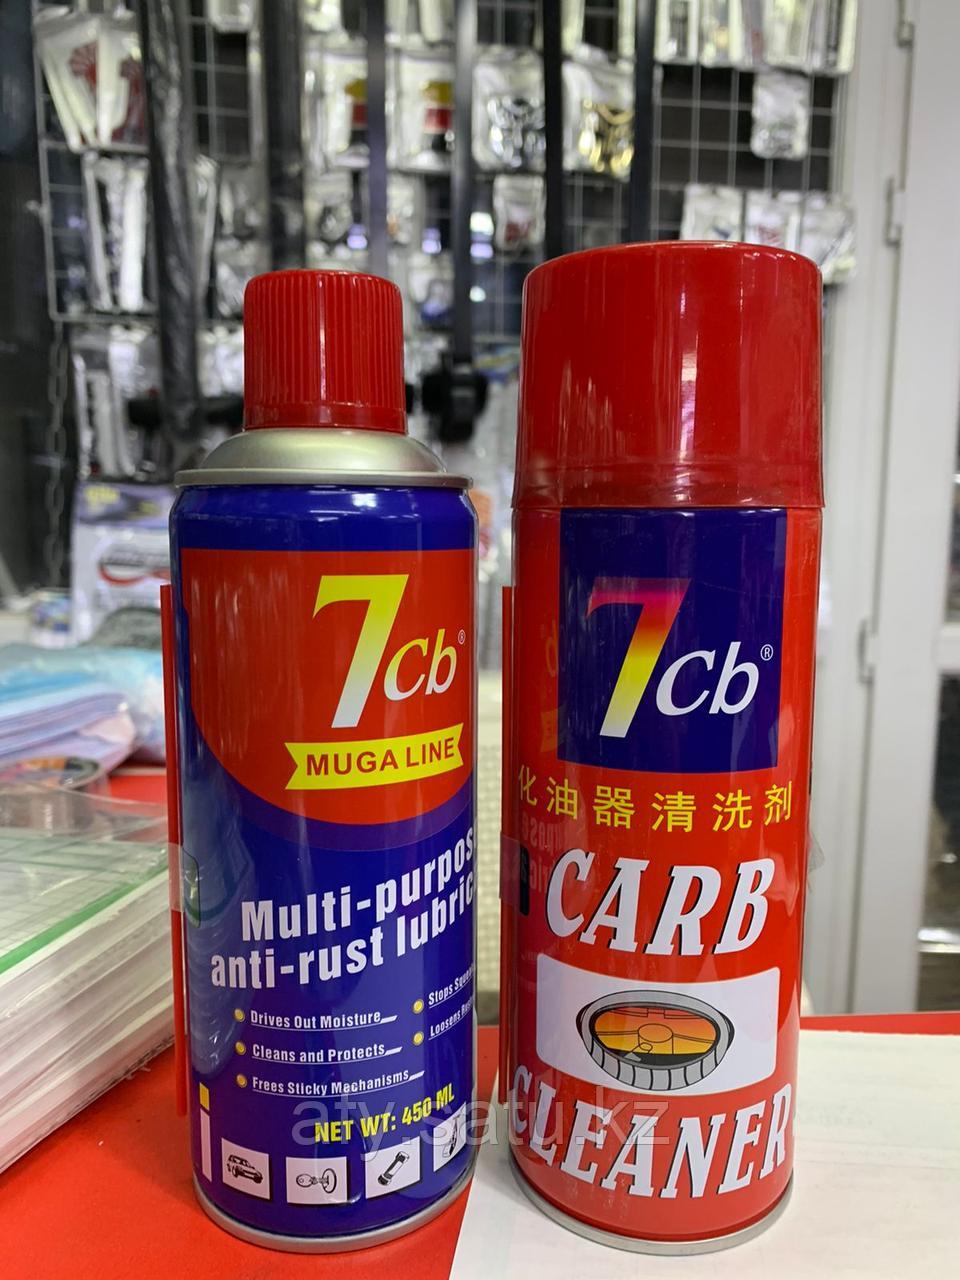 7Cb®
MUGA LINE
Multi-purpos
anti-rust lubric
Drives Out Moisture
Cleans and Protects
Frees Sticky Mechanisms
Stops
Loosens
NET WT: 450 ML
7Cb®
化油器清洗剂
CARB
CLEANER
afy.satu.kz